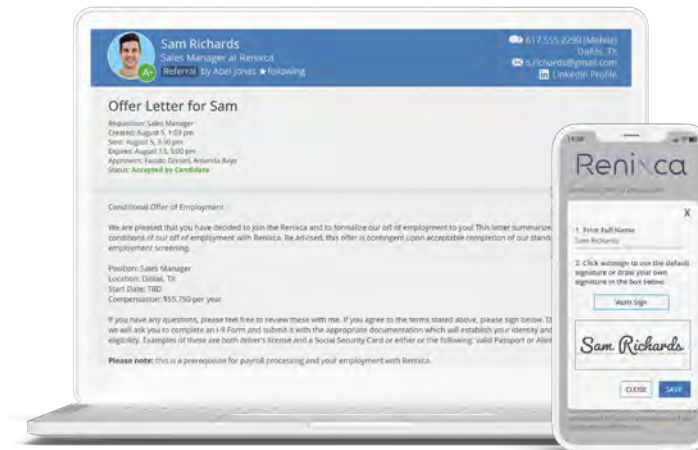 Sam Richards
Sales Manager at Renixca
Referral by Abel Jonas ★following
617.555.2290 (Mobile)
Dallas, TX
s.richards@gmail.com
in LinkedIn Profile
A+
Offer Letter for Sam
Requisition: Sales Manager
Created: August 5, 1:03 pm
Sent: August 5, 3:30 pm
Expires: August 13, 5:00 pm
Approvers: Fausto Gresini, Amanda Bays
Status: Accepted by Candidate
Conditional Offer of Employment
We are pleased that you have decided to join the Renixca and to formalize our off of employment to you! This letter summarize
conditions of our off of employment with Renixca. Be advised, this offer is contingent upon acceptable completion of our stand
employment screening.
Position: Sales Manager
Location: Dallas, TX
Start Date: TBD
Compensation: $55,750 per year
If you have any questions, please feel free to review these with me. If you agree to the terms stated above, please sign below.
we will ask you to complete an I-9 Form and submit it with the appropriate documentation which will establish your identity and
eligibility. Examples of these are both driver's license and a Social Security Card or either or the following: valid Passport or Alien
Please note: this is a prerequisite for payroll processing and your employment with Renixca.
Renixca
X
1. Print Full Name
Sam Richards
2. Click autosign to use the default
signature or draw your own
signature in the box below.
Auto Sign
Sam Richards
CLOSE
SAVE